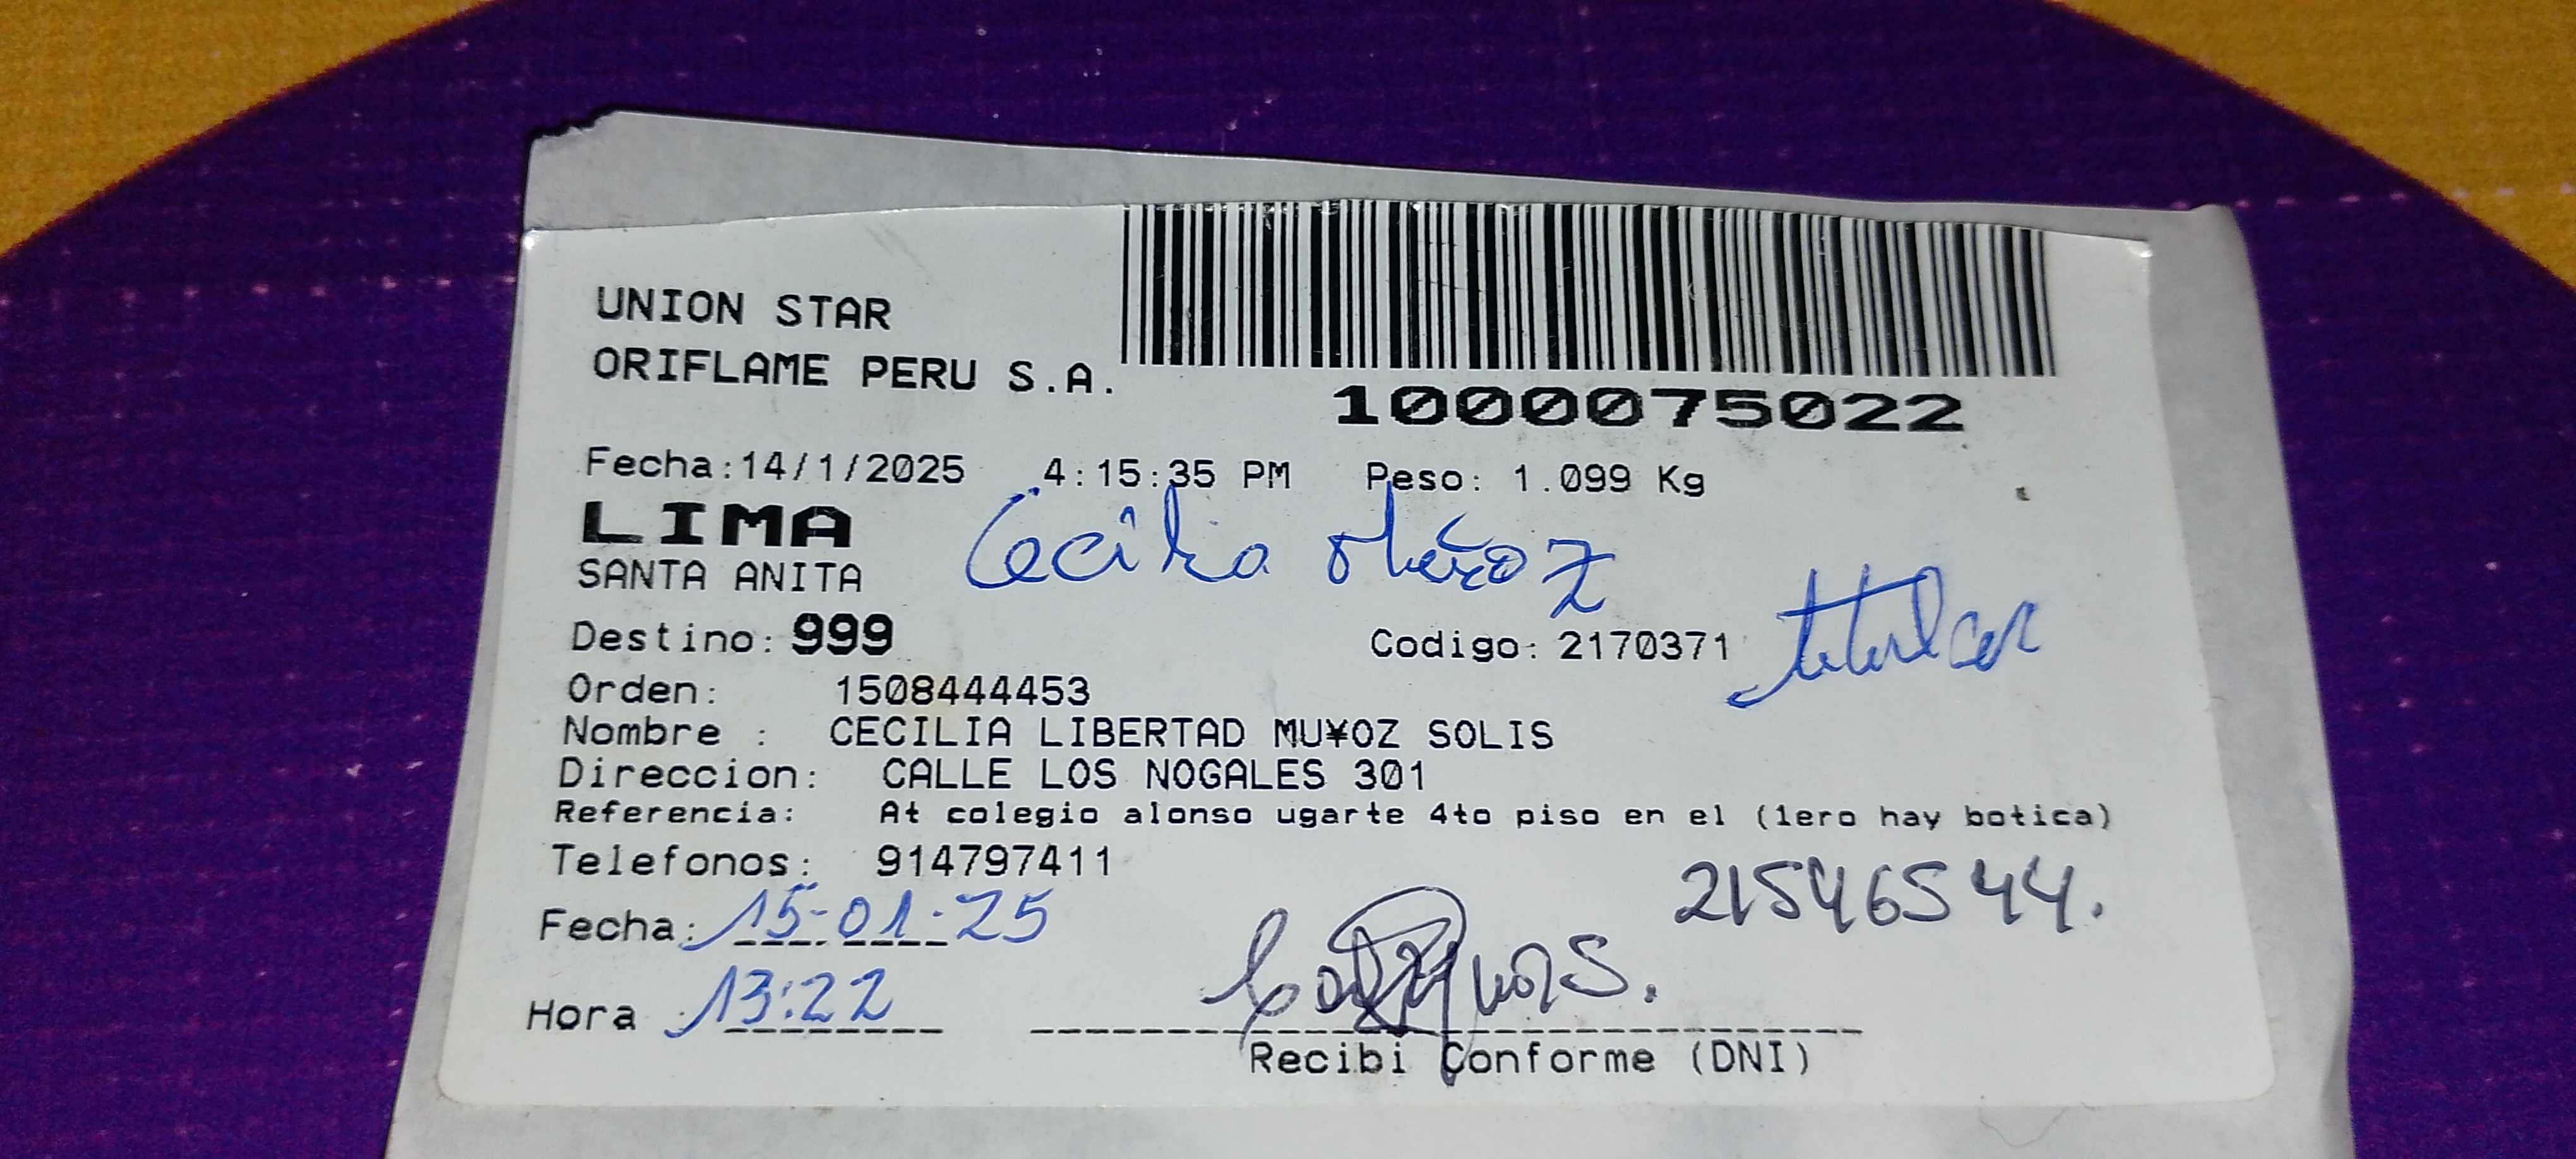 UNION STAR
ORIFLAME PERU S.A.
1000075022
Fecha:14/1/2025 4:15:35 PM Peso: 1.099 Kg
LIMA
SANTA ANITA
Cecilia Muñoz
Destino: 999 Codigo: 2170371 titular
Orden: 1508444453
Nombre : CECILIA LIBERTAD MU¥OZ SOLIS
Direccion: CALLE LOS NOGALES 301
Referencia: At colegio alonso ugarte 4to piso en el (1ero hay botica)
Telefonos: 914797411
21546544.
Fecha: 15-01-25
Hora : 13:22
Recibi Conforme (DNI)